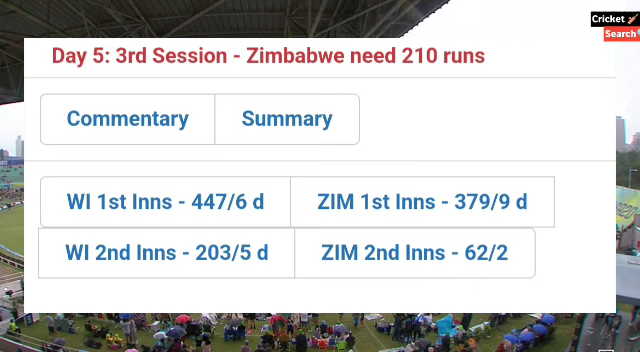 Cricket
Search
Day 5: 3rd Session - Zimbabwe need 210 runs
Commentary
Summary
WI 1st Inns - 447/6 d
ZIM 1st Inns - 379/9 d
WI 2nd Inns - 203/5 d
ZIM 2nd Inns - 62/2